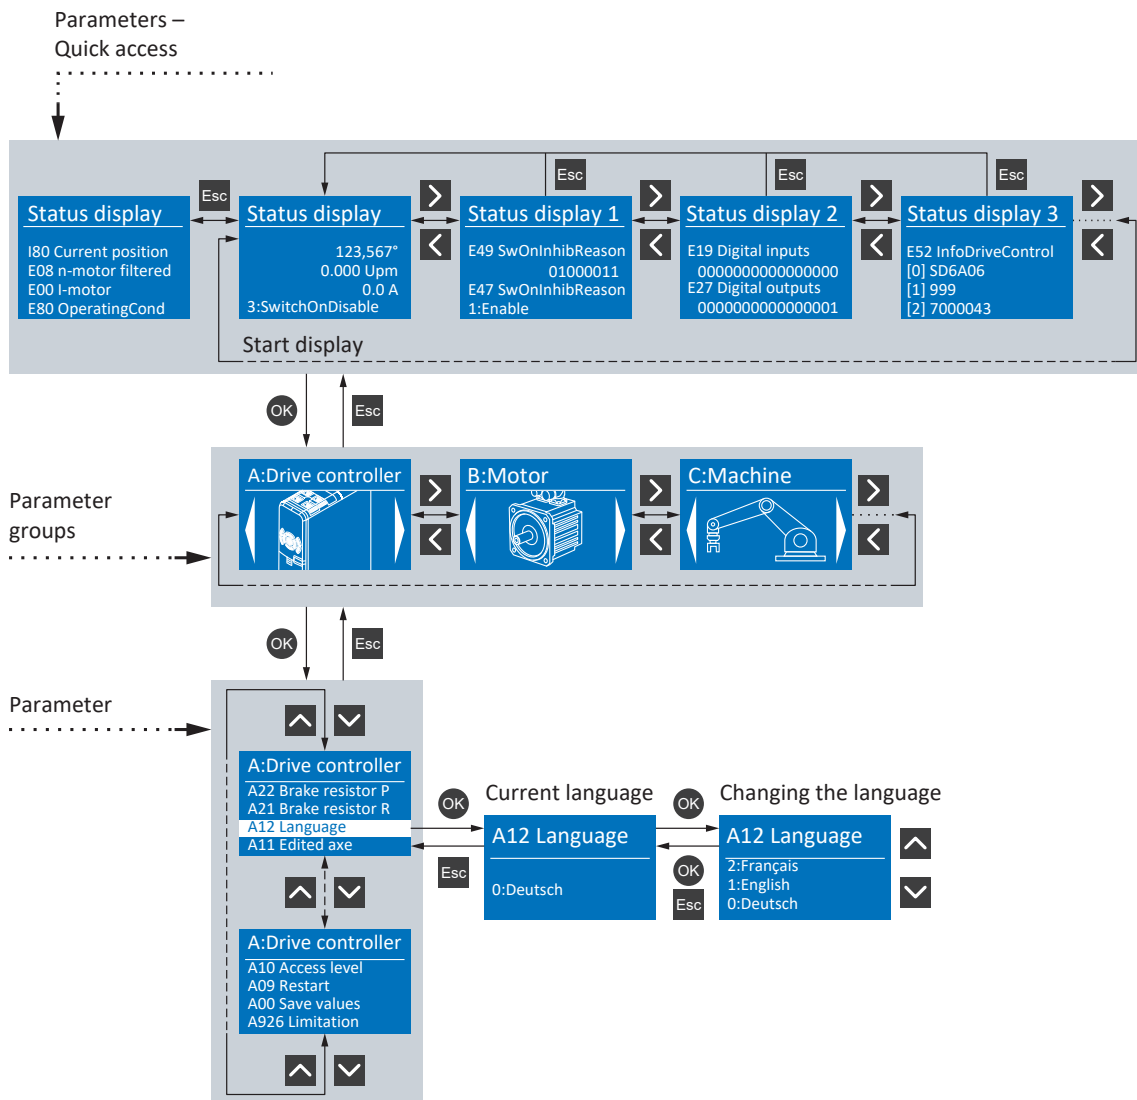 Parameters –
Quick access
Esc
Esc
Esc
Esc
Status display
I80 Current position
E08 n-motor filtered
E00 I-motor
E80 OperatingCond
Status display
123,567°
0.000 Upm
0.0 A
3:SwitchOnDisable
Status display 1
E49 SwOnInhibReason
01000011
E47 SwOnInhibReason
1:Enable
Status display 2
E19 Digital inputs
0000000000000000
E27 Digital outputs
0000000000000001
Status display 3
E52 InfoDriveControl
[0] SD6A06
[1] 999
[2] 7000043
Start display
OK
Esc
Parameter
groups
A:Drive controller
B:Motor
C:Machine
OK
Esc
Parameter
A:Drive controller
A22 Brake resistor P
A21 Brake resistor R
A12 Language
A11 Edited axe
OK
Esc
Current language
A12 Language
0:Deutsch
OK
OK
Esc
Changing the language
A12 Language
2:Français
1:English
0:Deutsch
A:Drive controller
A10 Access level
A09 Restart
A00 Save values
A926 Limitation